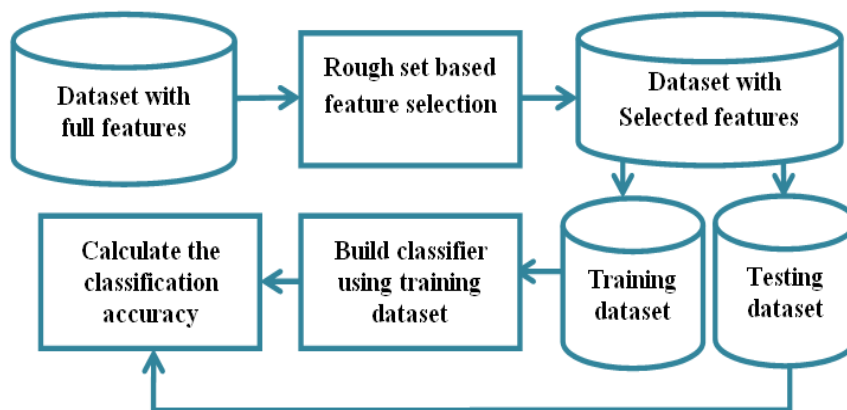 Dataset with
full features
Rough set based
feature selection
Dataset with
Selected features
Calculate the
classification
accuracy
Build classifier
using training
dataset
Training
dataset
Testing
dataset